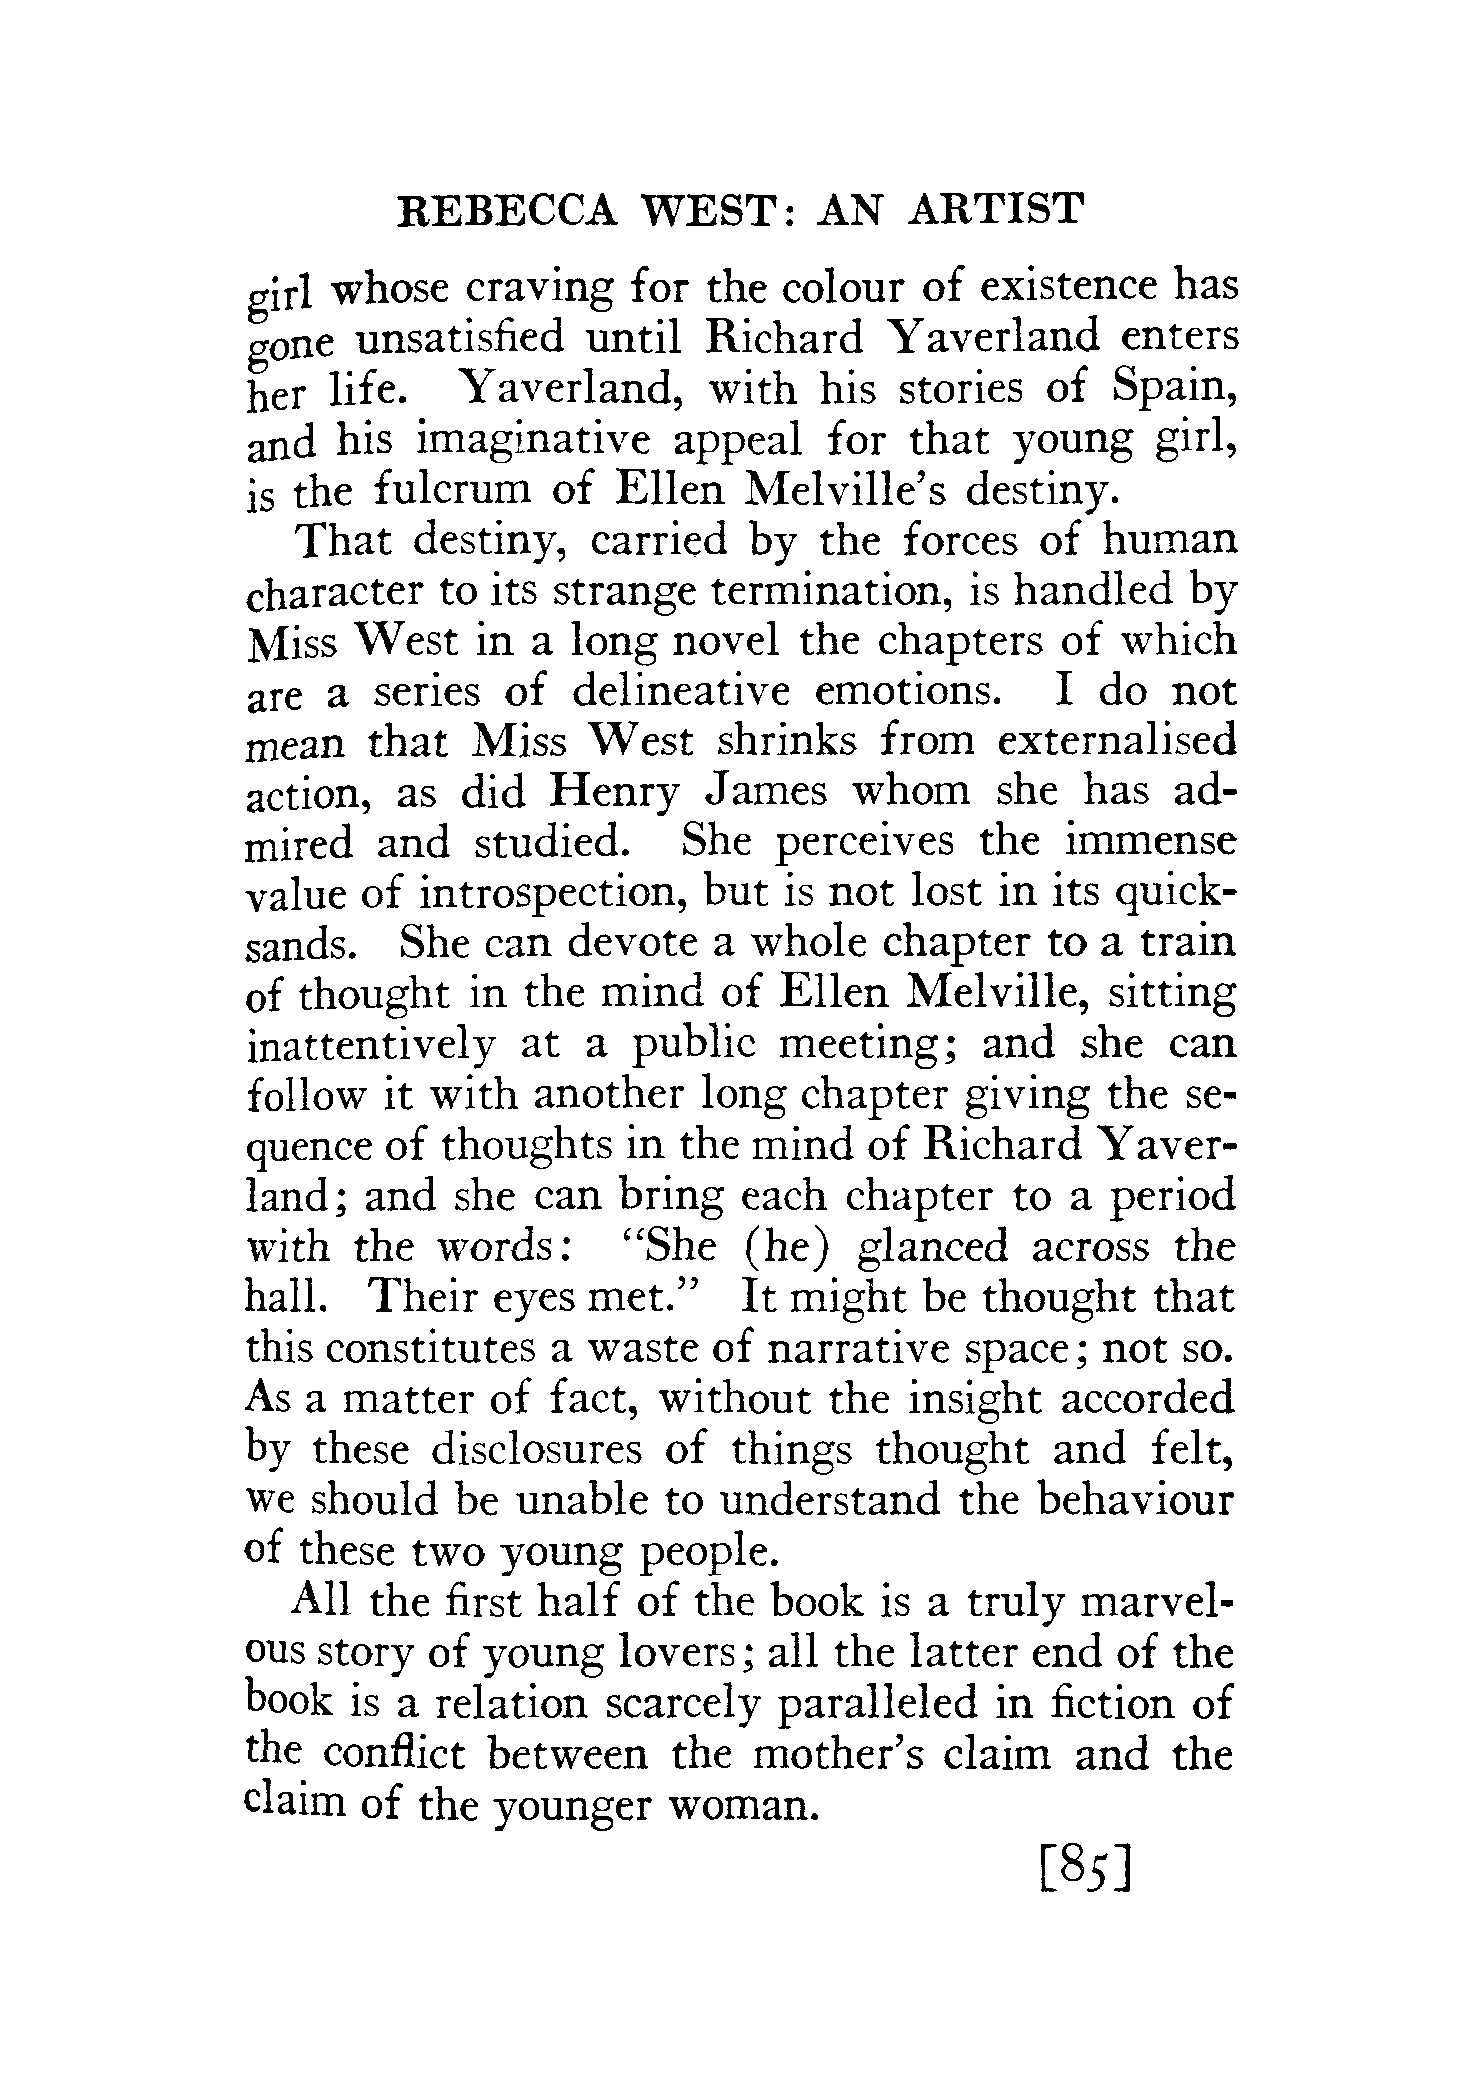 REBECCA WEST: AN ARTIST
girl whose craving for the colour of existence has
gone unsatisfied until Richard Yaverland enters
her life. Yaverland, with his stories of Spain,
and his imaginative appeal for that young girl,
is the fulcrum of Ellen Melville's destiny.
That destiny, carried by the forces of human
character to its strange termination, is handled by
Miss West in a long novel the chapters of which
are a series of delineative emotions. I do not
mean that Miss West shrinks from externalised
action, as did Henry James whom she has ad-
mired and studied. She perceives the immense
value of introspection, but is not lost in its quick-
sands. She can devote a whole chapter to a train
of thought in the mind of Ellen Melville, sitting
inattentively at a public meeting; and she can
follow it with another long chapter giving the se-
quence of thoughts in the mind of Richard Yaver-
land; and she can bring each chapter to a period
with the words: "She (he) glanced across the
hall. Their eyes met." It might be thought that
this constitutes a waste of narrative space; not so.
As a matter of fact, without the insight accorded
by these disclosures of things thought and felt,
we should be unable to understand the behaviour
of these two young people.
All the first half of the book is a truly marvel-
ous story of young lovers; all the latter end of the
book is a relation scarcely paralleled in fiction of
the conflict between the mother's claim and the
claim of the younger woman.
[85]